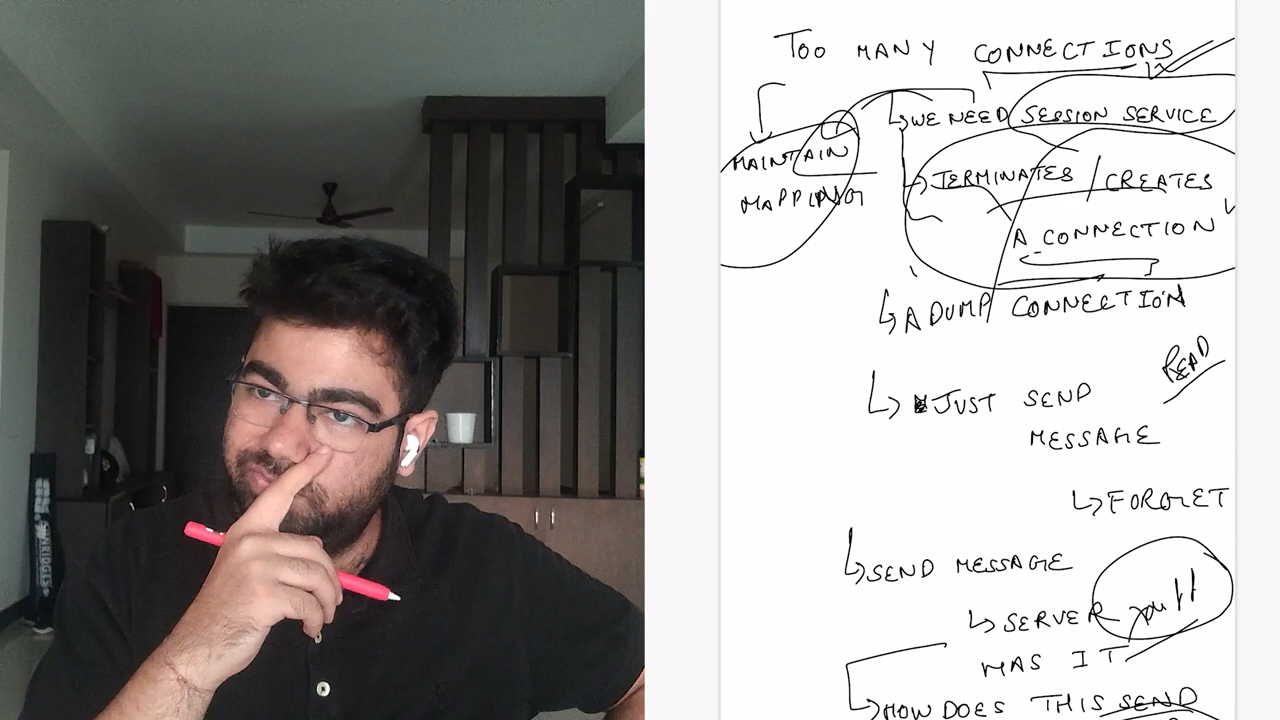 TOO MANY CONNECTIONS
WE NEED SESSION SERVICE
MAINTAIN
MAPPING
TERMINATES / CREATES
A CONNECTION
A DUMP CONNECTION
READ
JUST SEND
MESSAGE
FORGET
SEND MESSAGE
SERVER
HAS IT
HOW DOES THIS SEND